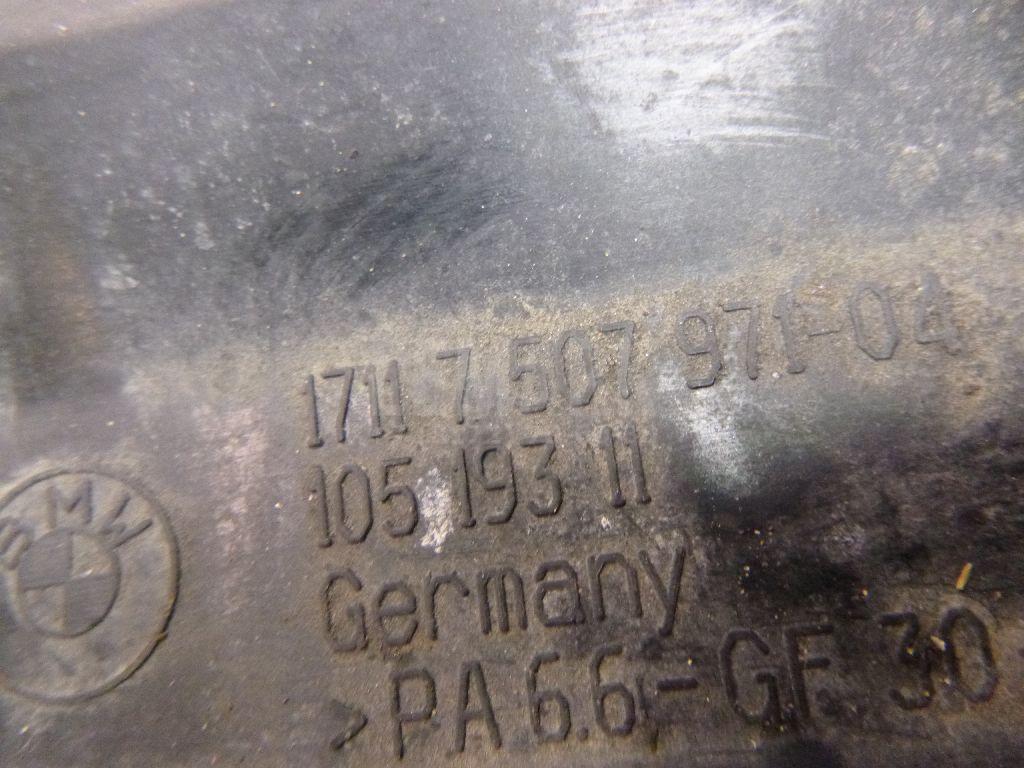 1711 7 507 971-04
105 193 11
Germany
>PA 6.6-GF 30
BMW